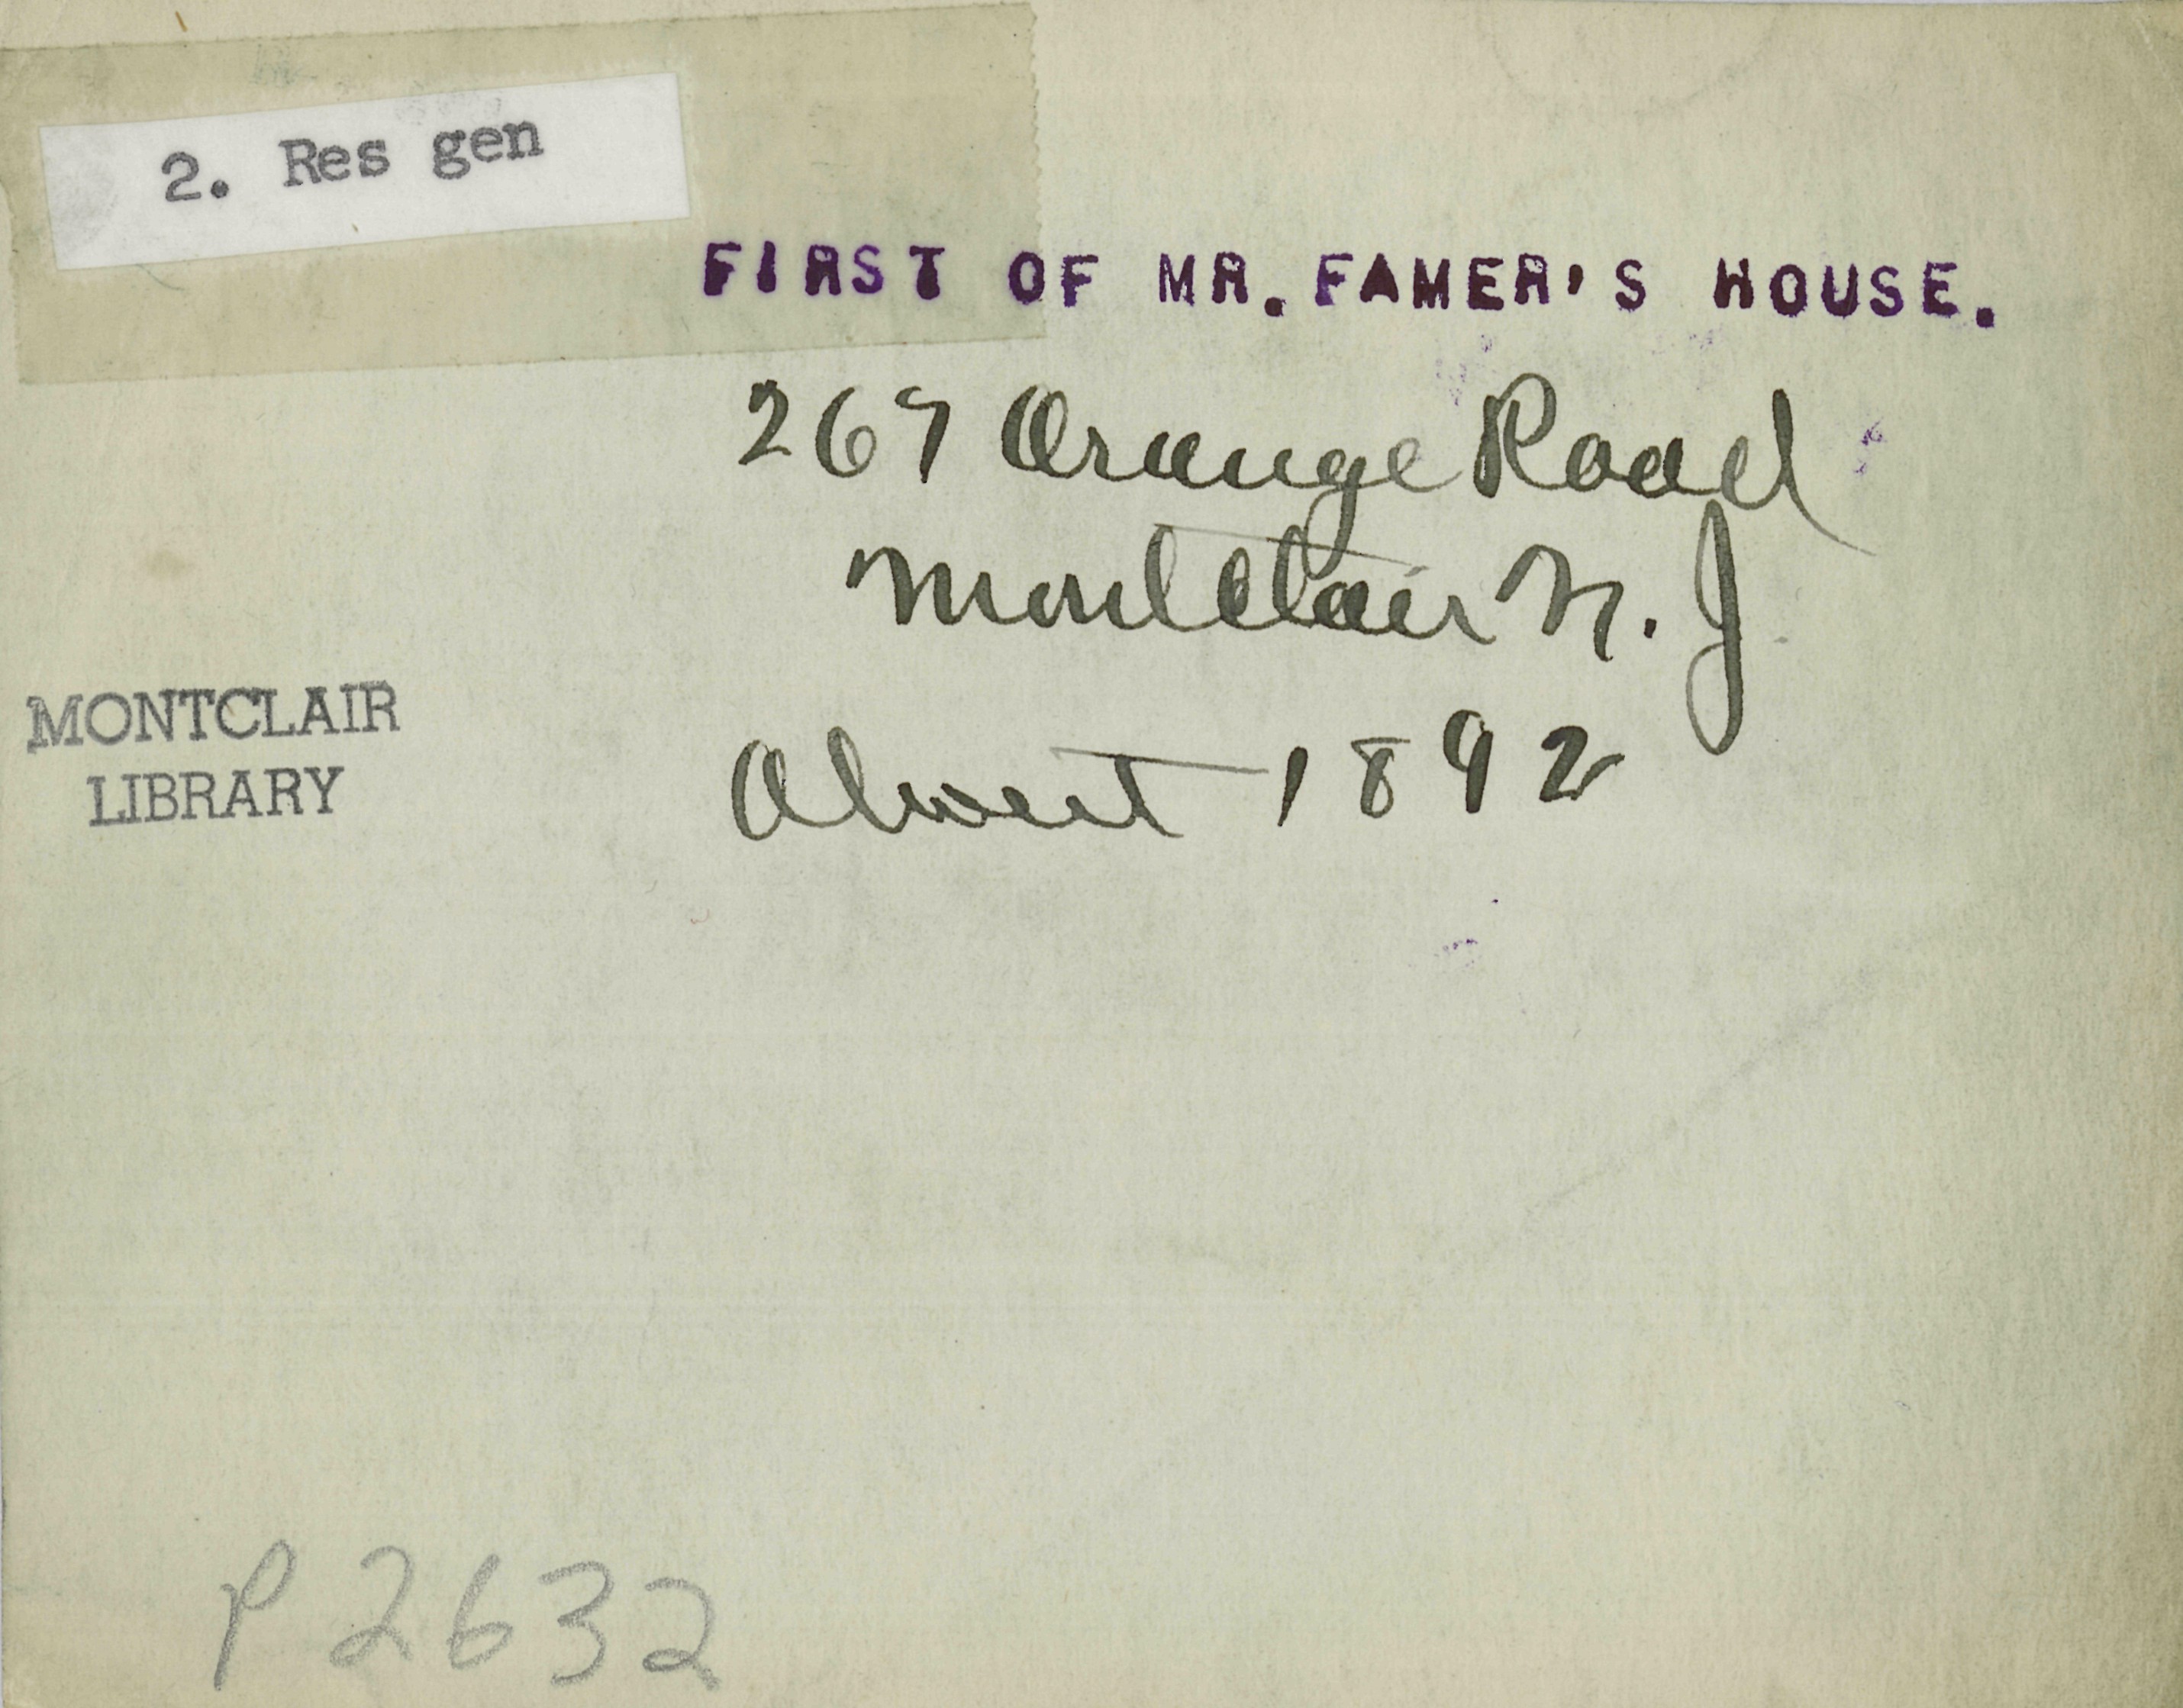 2. Res gen
FIRST OF MR. FAMER'S HOUSE.
267 Orange Road
Montclair N. J
About 1892
MONTCLAIR
LIBRARY
P2632